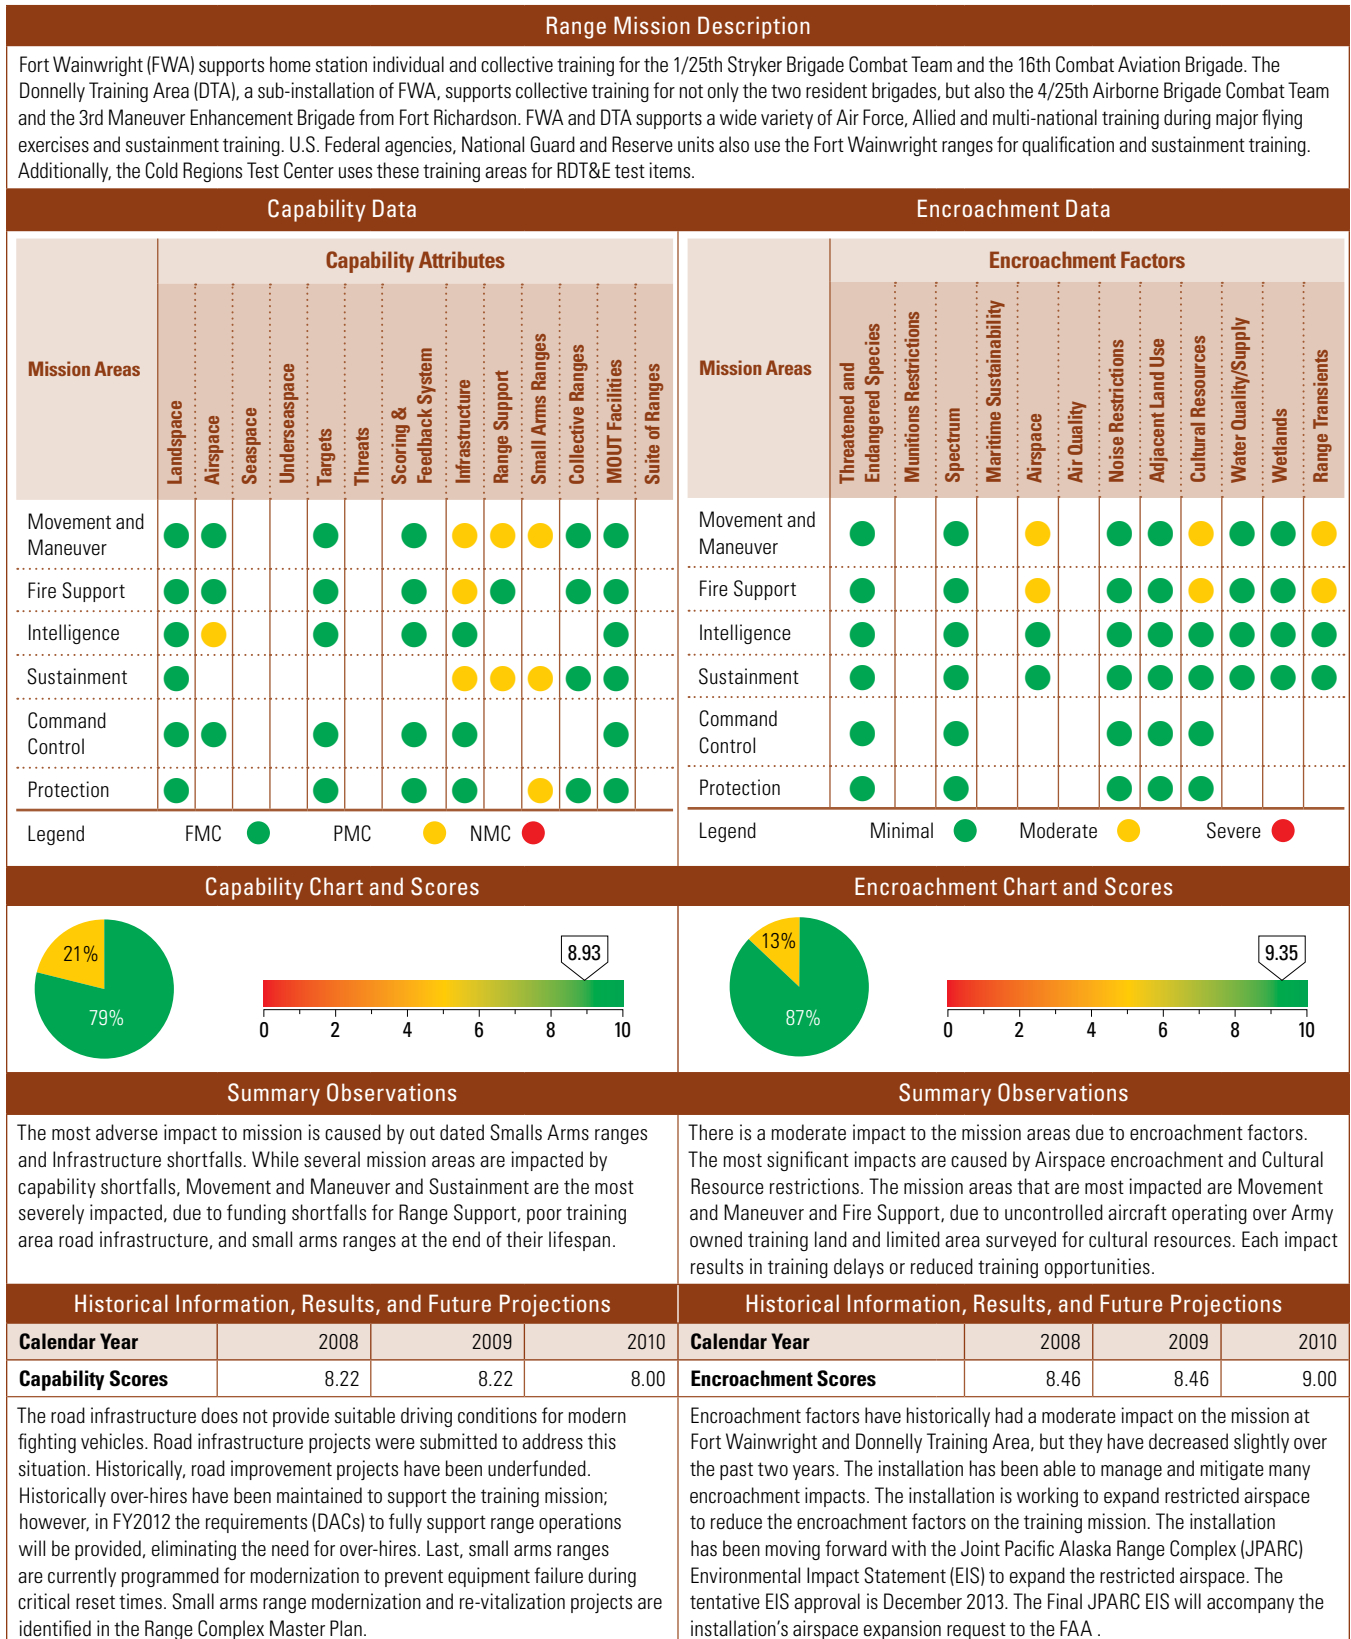 Range Mission Description
Fort Wainwright (FWA) supports home station individual and collective training for the 1/25th Stryker Brigade Combat Team and the 16th Combat Aviation Brigade. The
Donnelly Training Area (DTA), a sub-installation of FWA, supports collective training for not only the two resident brigades, but also the 4/25th Airborne Brigade Combat Team
and the 3rd Maneuver Enhancement Brigade from Fort Richardson. FWA and DTA supports a wide variety of Air Force, Allied and multi-national training during major flying
exercises and sustainment training. U.S. Federal agencies, National Guard and Reserve units also use the Fort Wainwright ranges for qualification and sustainment training.
Additionally, the Cold Regions Test Center uses these training areas for RDT&E test items.
Capability Data
Mission Areas
Capability Attributes
Landspace
Airspace
Seaspace
Underseaspace
Targets
Threats
Scoring &
Feedback System
Infrastructure
Range Support
Small Arms Ranges
Collective Ranges
MOUT Facilities
Suite of Ranges
Movement and
Maneuver
Fire Support
Intelligence
Sustainment
Command
Control
Protection
Legend FMC PMC NMC
Encroachment Data
Mission Areas
Encroachment Factors
Threatened and
Endangered Species
Munitions Restrictions
Spectrum
Maritime Sustainability
Airspace
Air Quality
Noise Restrictions
Adjacent Land Use
Cultural Resources
Water Quality/Supply
Wetlands
Range Transients
Movement and
Maneuver
Fire Support
Intelligence
Sustainment
Command
Control
Protection
Legend Minimal Moderate Severe
Capability Chart and Scores
21%
79%
8.93
0 2 4 6 8 10
Encroachment Chart and Scores
13%
87%
9.35
0 2 4 6 8 10
Summary Observations
The most adverse impact to mission is caused by out dated Smalls Arms ranges
and Infrastructure shortfalls. While several mission areas are impacted by
capability shortfalls, Movement and Maneuver and Sustainment are the most
severely impacted, due to funding shortfalls for Range Support, poor training
area road infrastructure, and small arms ranges at the end of their lifespan.
Summary Observations
There is a moderate impact to the mission areas due to encroachment factors.
The most significant impacts are caused by Airspace encroachment and Cultural
Resource restrictions. The mission areas that are most impacted are Movement
and Maneuver and Fire Support, due to uncontrolled aircraft operating over Army
owned training land and limited area surveyed for cultural resources. Each impact
results in training delays or reduced training opportunities.
Historical Information, Results, and Future Projections
Calendar Year 2008 2009 2010
Capability Scores 8.22 8.22 8.00
The road infrastructure does not provide suitable driving conditions for modern
fighting vehicles. Road infrastructure projects were submitted to address this
situation. Historically, road improvement projects have been underfunded.
Historically over-hires have been maintained to support the training mission;
however, in FY2012 the requirements (DACs) to fully support range operations
will be provided, eliminating the need for over-hires. Last, small arms ranges
are currently programmed for modernization to prevent equipment failure during
critical reset times. Small arms range modernization and re-vitalization projects are
identified in the Range Complex Master Plan.
Historical Information, Results, and Future Projections
Calendar Year 2008 2009 2010
Encroachment Scores 8.46 8.46 9.00
Encroachment factors have historically had a moderate impact on the mission at
Fort Wainwright and Donnelly Training Area, but they have decreased slightly over
the past two years. The installation has been able to manage and mitigate many
encroachment impacts. The installation is working to expand restricted airspace
to reduce the encroachment factors on the training mission. The installation
has been moving forward with the Joint Pacific Alaska Range Complex (JPARC)
Environmental Impact Statement (EIS) to expand the restricted airspace. The
tentative EIS approval is December 2013. The Final JPARC EIS will accompany the
installation's airspace expansion request to the FAA .